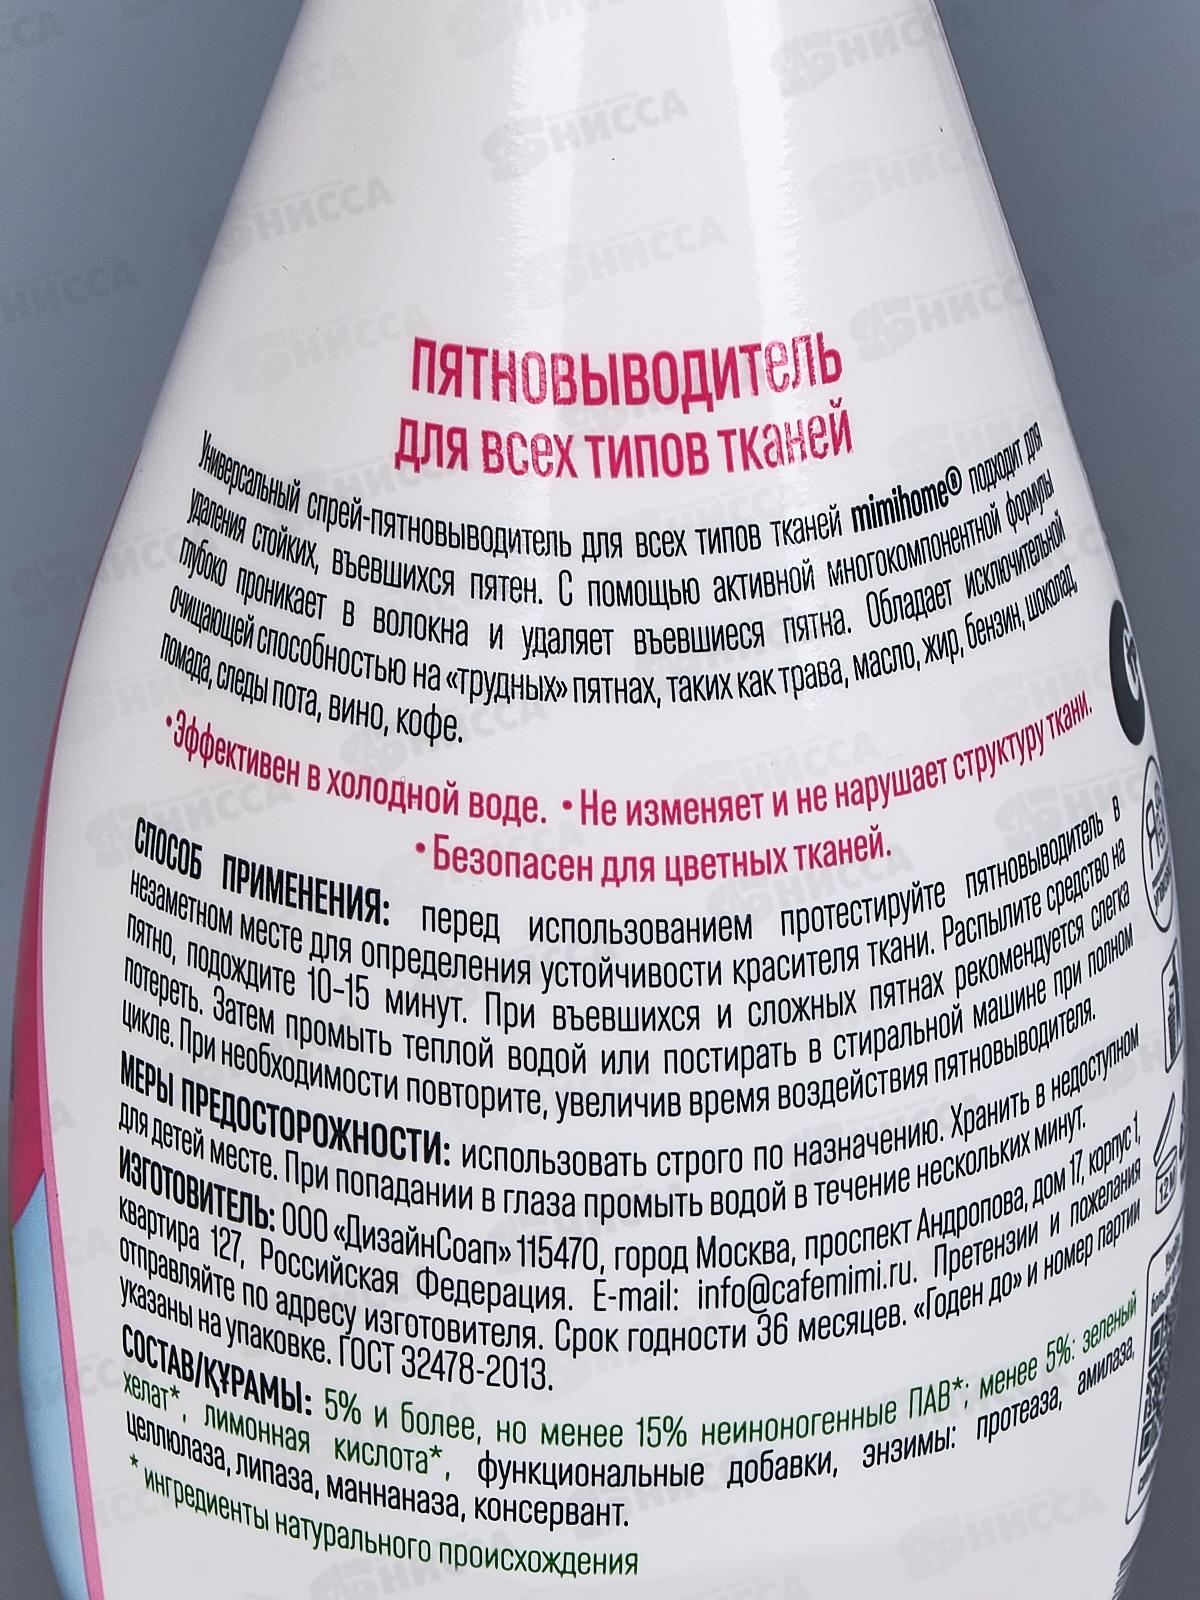 ПЯТНОВЫВОДИТЕЛЬ
ДЛЯ ВСЕХ ТИПОВ ТКАНЕЙ
Универсальный спрей-пятновыводитель для всех типов тканей mimihome® подходит для
удаления стойких, въевшихся пятен. С помощью активной многокомпонентной формулы
глубоко проникает в волокна и удаляет въевшиеся пятна. Обладает исключительной
очищающей способностью на «трудных» пятнах, таких как трава, масло, жир, бензин, шоколад,
помада, следы пота, вино, кофе.
•Эффективен в холодной воде. •Не изменяет и не нарушает структуру ткани.
•Безопасен для цветных тканей.
СПОСОБ ПРИМЕНЕНИЯ: перед использованием протестируйте пятновыводитель в
незаметном месте для определения устойчивости красителя ткани. Распылите средство на
пятно, подождите 10-15 минут. При въевшихся и сложных пятнах рекомендуется слегка
потереть. Затем промыть теплой водой или постирать в стиральной машине при полном
цикле. При необходимости повторите, увеличив время воздействия пятновыводителя.
МЕРЫ ПРЕДОСТОРОЖНОСТИ: использовать строго по назначению. Хранить в недоступном
для детей месте. При попадании в глаза промыть водой в течение нескольких минут.
ИЗГОТОВИТЕЛЬ: ООО «ДизайнСоап» 115470, город Москва, проспект Андропова, дом 17, корпус 1,
квартира 127, Российская Федерация. E-mail: info@cafemimi.ru. Претензии и пожелания
отправляйте по адресу изготовителя. Срок годности 36 месяцев. «Годен до» и номер партии
указаны на упаковке. ГОСТ 32478-2013.
СОСТАВ/ҚҰРАМЫ: 5% и более, но менее 15% неиногенные ПАВ*; менее 5%: зеленый
хелат*, лимонная кислота*, функциональные добавки, энзимы: протеаза, амилаза,
целлюлаза, липаза, маннаназа, консервант.
* ингредиенты натурального происхождения
12M
НИССА